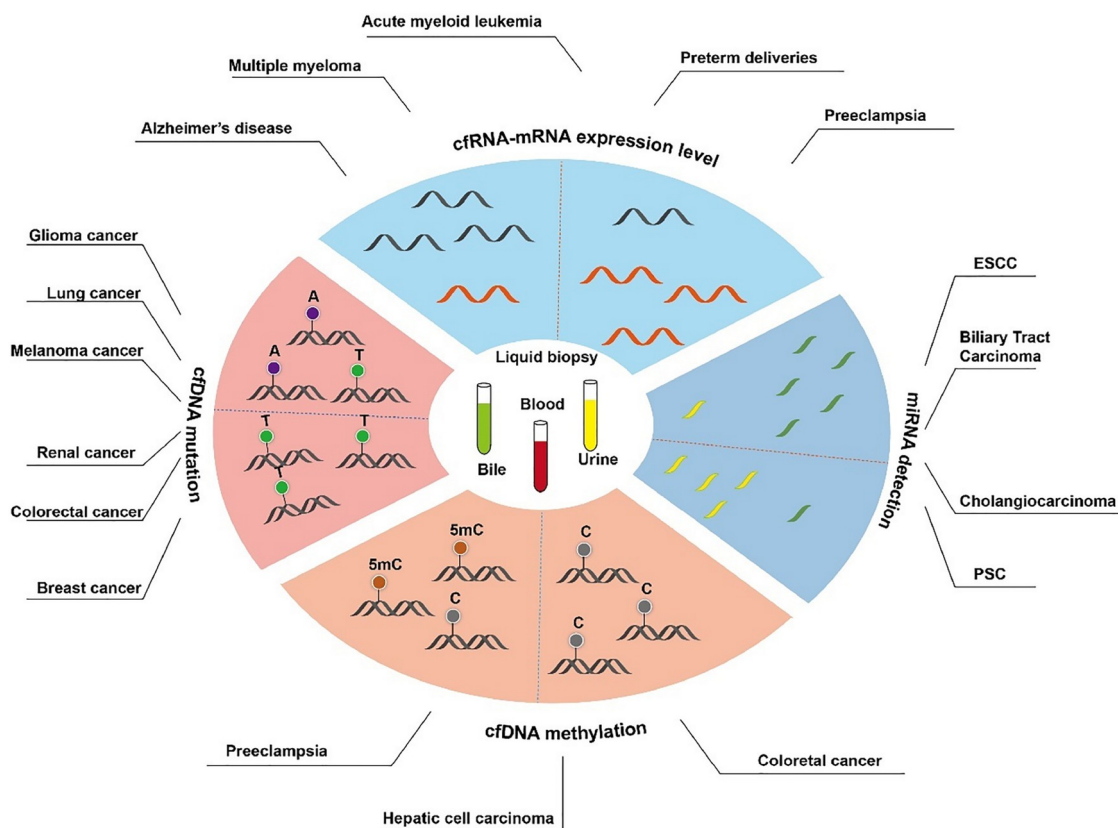 Acute myeloid leukemia
Multiple myeloma
Preterm deliveries
Alzheimer's disease
Preeclampsia
cfRNA-mRNA expression level
Glioma cancer
Lung cancer
Melanoma cancer
Renal cancer
Colorectal cancer
Breast cancer
cfDNA mutation
A
A
T
T
T
T
Liquid biopsy
Blood
Bile
Urine
ESCC
Biliary Tract
Carcinoma
Cholangiocarcinoma
PSC
miRNA detection
5mC
5mC
C
C
C
C
cfDNA methylation
Preeclampsia
Hepatic cell carcinoma
Coloretal cancer